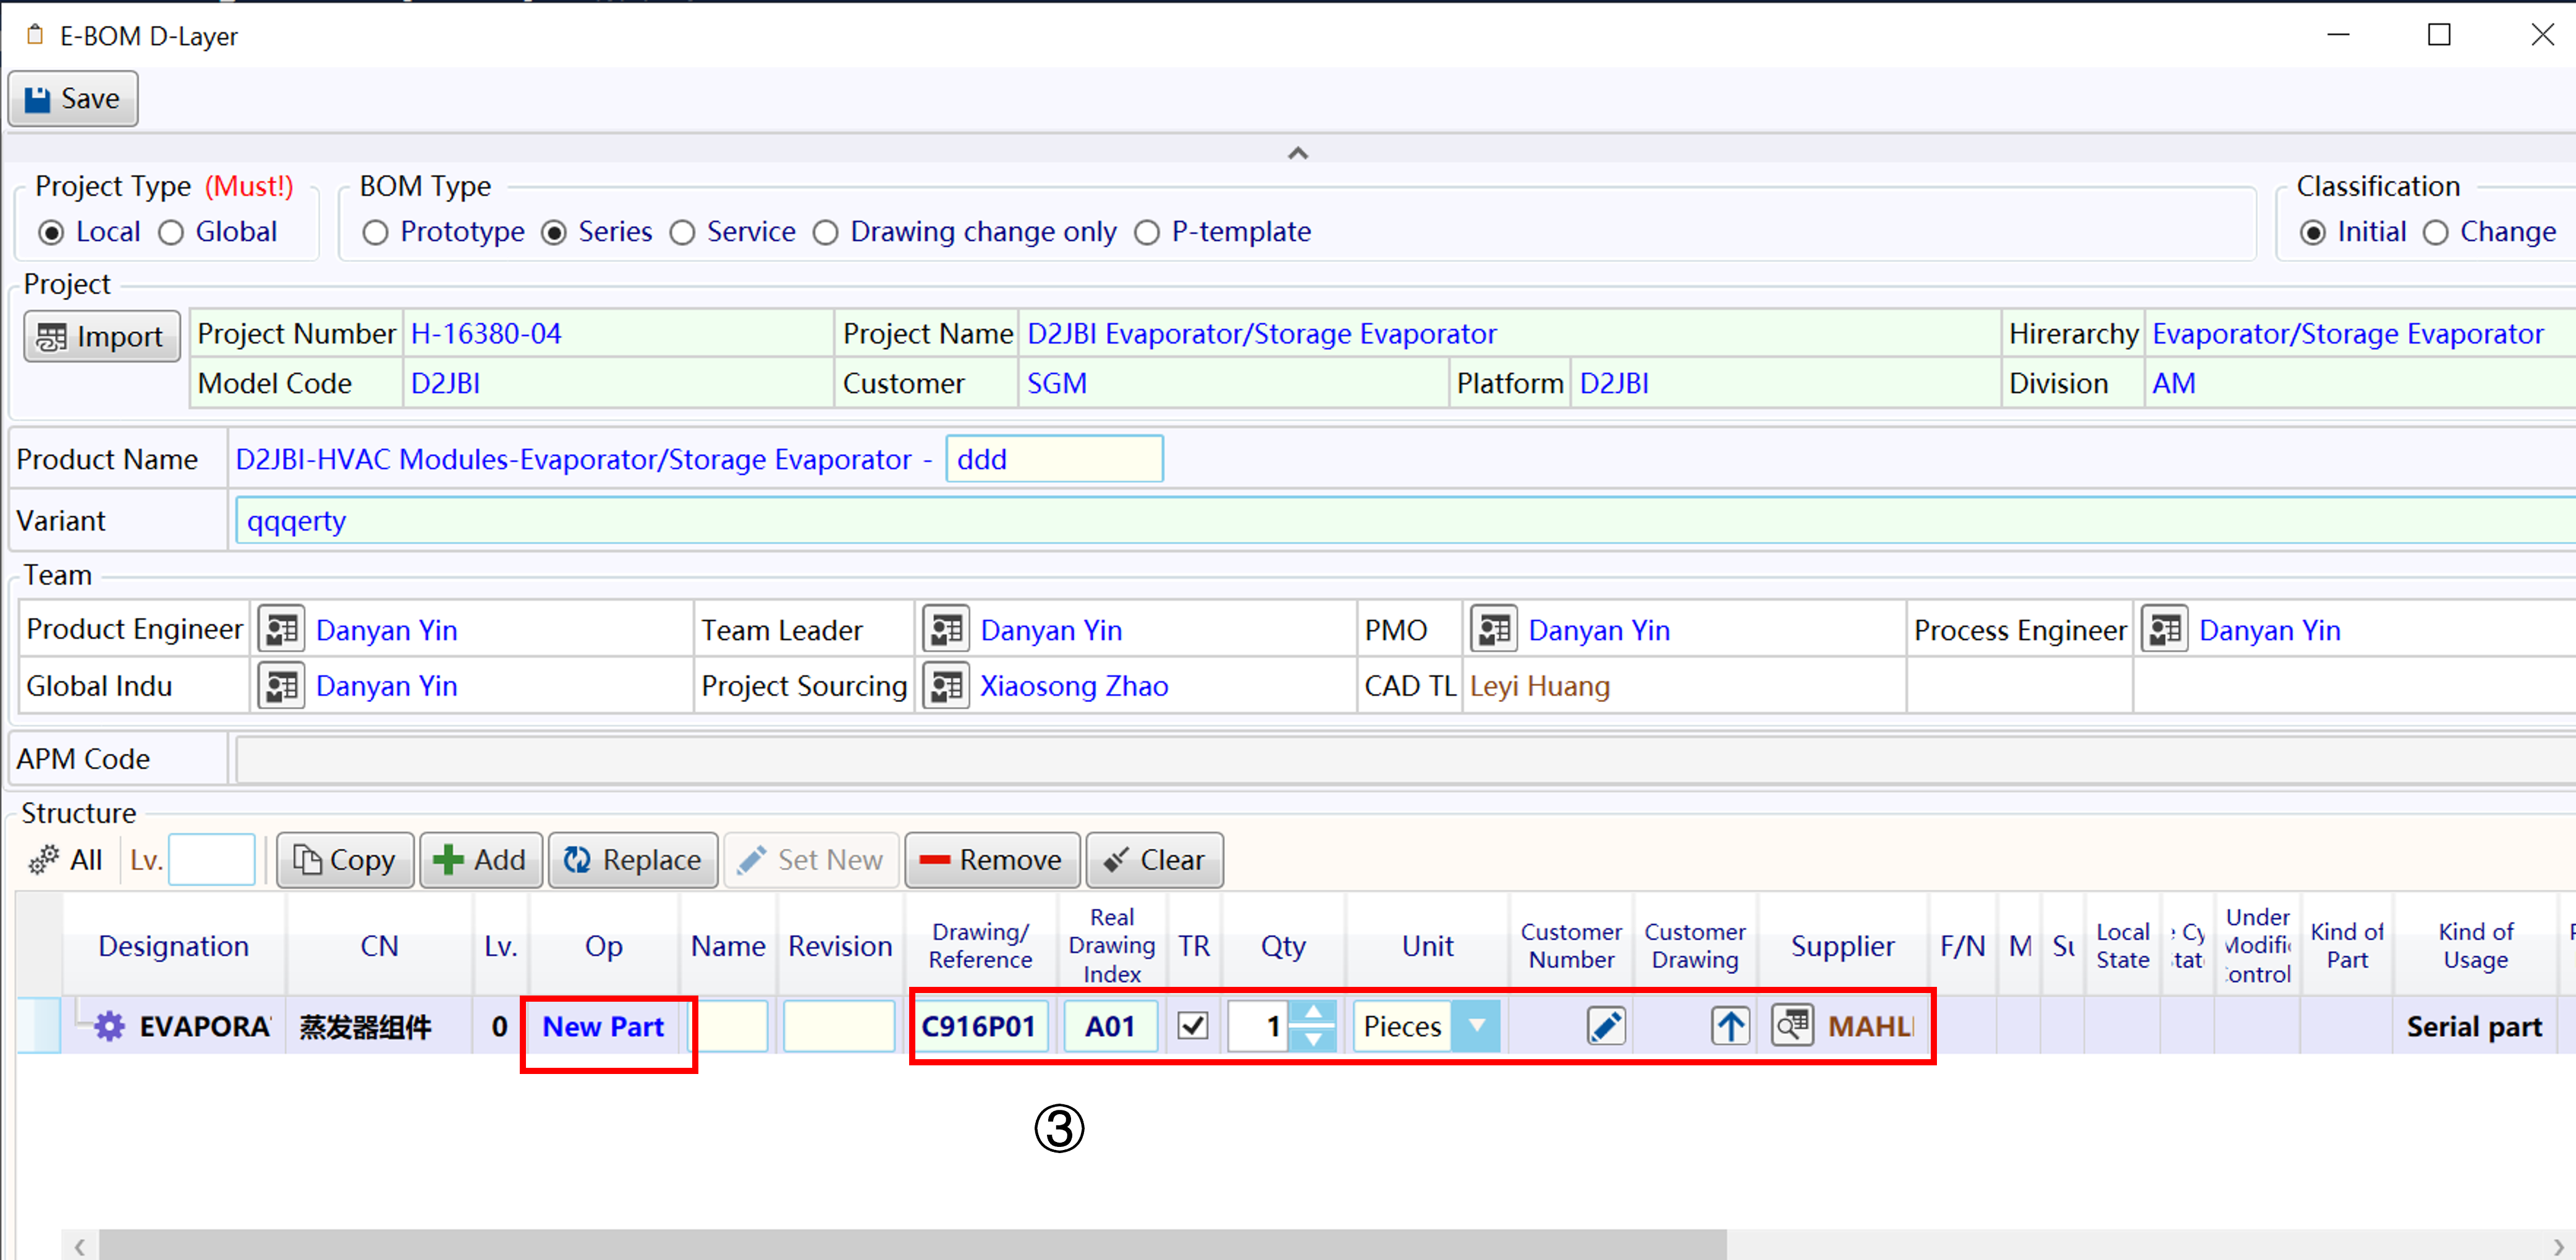 E-BOM D-Layer
Save
Project Type (Must!)
Local Global
BOM Type
Prototype Series Service Drawing change only P-template
Classification
Initial Change
Project
Import
Project Number H-16380-04 Project Name D2JBI Evaporator/Storage Evaporator Hirerarchy Evaporator/Storage Evaporator
Model Code D2JBI Customer SGM Platform D2JBI Division AM
Product Name D2JBI-HVAC Modules-Evaporator/Storage Evaporator - ddd
Variant qqqerty
Team
Product Engineer Danyan Yin Team Leader Danyan Yin PMO Danyan Yin Process Engineer Danyan Yin
Global Indu Danyan Yin Project Sourcing Xiaosong Zhao CAD TL Leyi Huang
APM Code
Structure
All Lv. Copy Add Replace Set New Remove Clear
Designation CN Lv. Op Name Revision Drawing/ Reference Real Drawing Index TR Qty Unit Customer Number Customer Drawing Supplier F/N M Local State Under Kind of Part Kind of Usage
EVAPORA 蒸发器组件 0 New Part C916P01 A01 1 Pieces MAHL Serial part
③